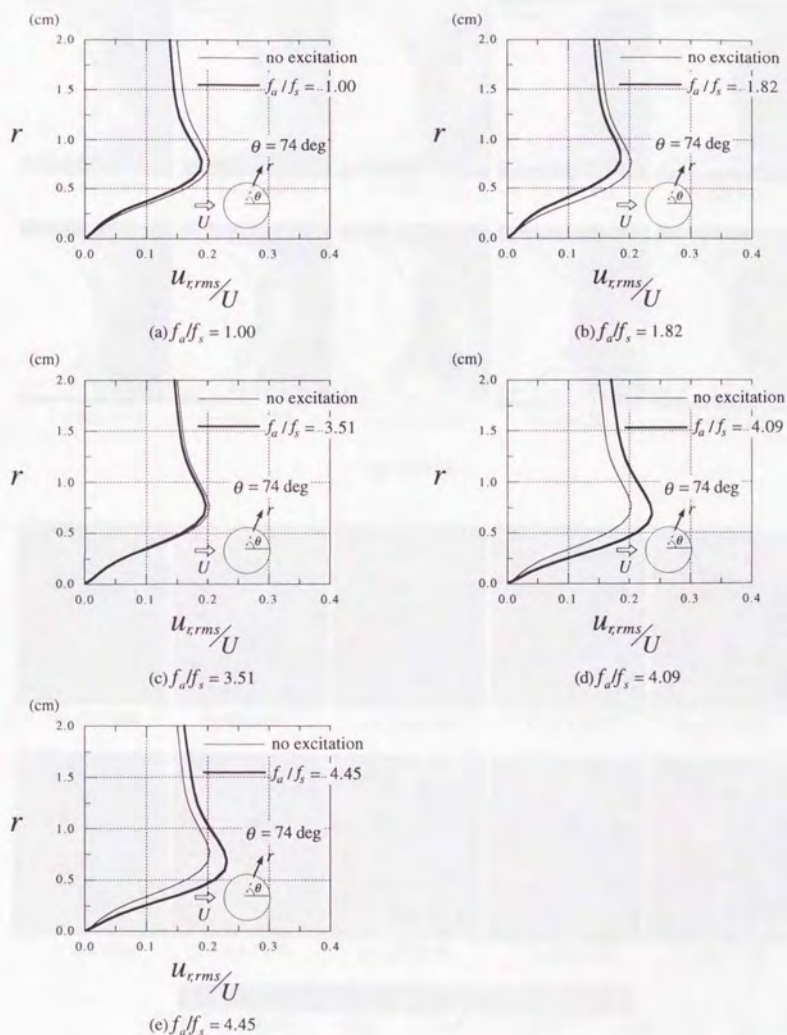 (cm)
2.0
1.5
1.0
0.5
0.0
r
no excitation
f_a / f_s = 1.00
θ = 74 deg
r
θ
U
0.0 0.1 0.2 0.3 0.4
u_{r,rms}/U
(a) f_a/f_s = 1.00
(cm)
2.0
1.5
1.0
0.5
0.0
r
no excitation
f_a / f_s = 1.82
θ = 74 deg
r
θ
U
0.0 0.1 0.2 0.3 0.4
u_{r,rms}/U
(b) f_a/f_s = 1.82
(cm)
2.0
1.5
1.0
0.5
0.0
r
no excitation
f_a / f_s = 3.51
θ = 74 deg
r
θ
U
0.0 0.1 0.2 0.3 0.4
u_{r,rms}/U
(c) f_a/f_s = 3.51
(cm)
2.0
1.5
1.0
0.5
0.0
r
no excitation
f_a / f_s = 4.09
θ = 74 deg
r
θ
U
0.0 0.1 0.2 0.3 0.4
u_{r,rms}/U
(d) f_a/f_s = 4.09
(cm)
2.0
1.5
1.0
0.5
0.0
r
no excitation
f_a / f_s = 4.45
θ = 74 deg
r
θ
U
0.0 0.1 0.2 0.3 0.4
u_{r,rms}/U
(e) f_a/f_s = 4.45